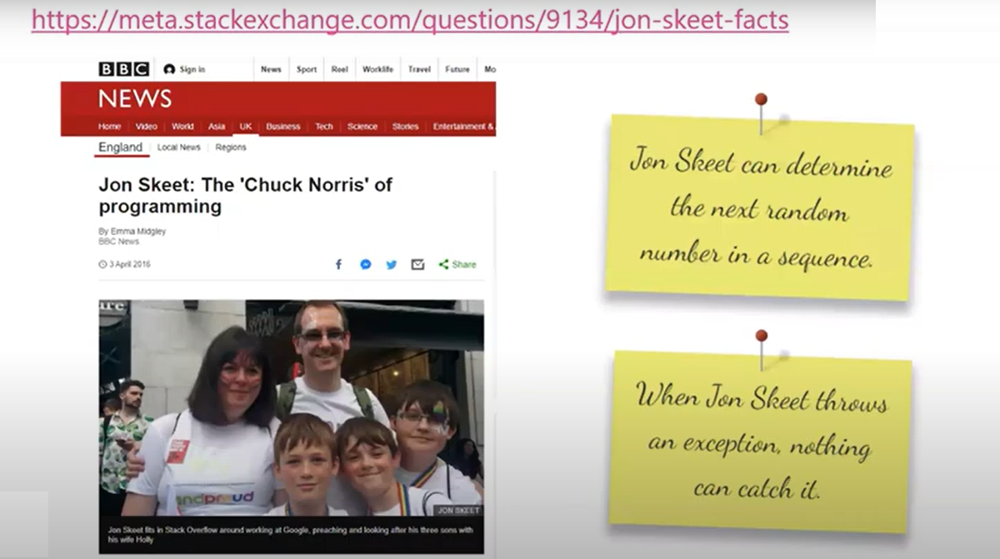 https://meta.stackexchange.com/questions/9134/jon-skeet-facts
BBC Sign in News Sport Reel Worklife Travel Future Mo
NEWS
Home Video World Asia UK Business Tech Science Stories Entertainment &
England Local News Regions
Jon Skeet: The 'Chuck Norris' of
programming
By Emma Midgley
BBC News
3 April 2016
Share
ndproud
JON SKEET
Jon Skeet fits in Stack Overflow around working at Google, preaching and looking after his three sons with
his wife Holly
Jon Skeet can determine
the next random
number in a sequence.
When Jon Skeet throws
an exception, nothing
can catch it.